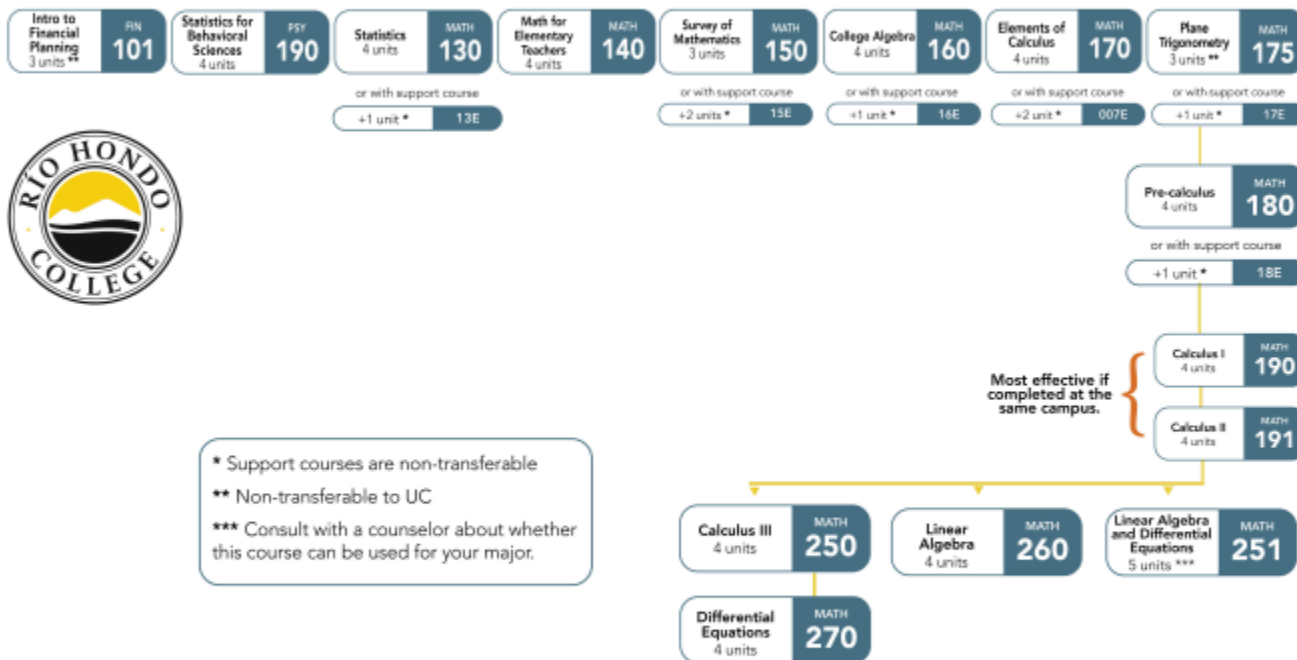 Intro to
Financial
Planning
3 units **
FIN
101
Statistics for
Behavioral
Sciences
4 units
PSY
190
Statistics
4 units
MATH
130
Math for
Elementary
Teachers
4 units
MATH
140
Survey of
Mathematics
3 units
MATH
150
College Algebra
4 units
MATH
160
Elements of
Calculus
4 units
MATH
170
Plane
Trigonometry
3 units **
MATH
175
or with support course
+1 unit *
13E
or with support course
+2 units *
15E
or with support course
+1 unit *
16E
or with support course
+2 unit *
007E
or with support course
+1 unit *
17E
RÍO HONDO
COLLEGE
Pre-calculus
4 units
MATH
180
or with support course
+1 unit *
18E
Calculus I
4 units
MATH
190
Most effective if
completed at the
same campus.
Calculus II
4 units
MATH
191
* Support courses are non-transferable
** Non-transferable to UC
*** Consult with a counselor about whether
this course can be used for your major.
Calculus III
4 units
MATH
250
Linear
Algebra
4 units
MATH
260
Linear Algebra
and Differential
Equations
5 units ***
MATH
251
Differential
Equations
4 units
MATH
270